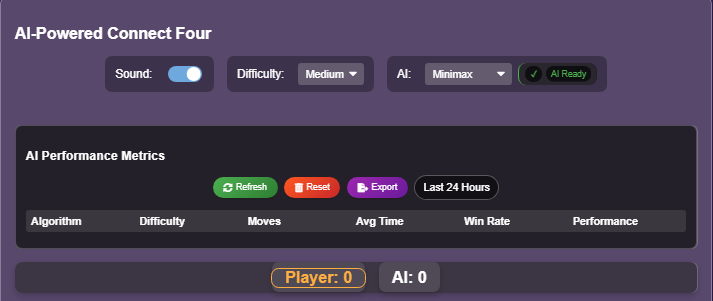 AI-Powered Connect Four
Sound: Difficulty: Medium AI: Minimax ✓ AI Ready
AI Performance Metrics
Refresh Reset Export Last 24 Hours
Algorithm Difficulty Moves Avg Time Win Rate Performance
Player: 0 AI: 0